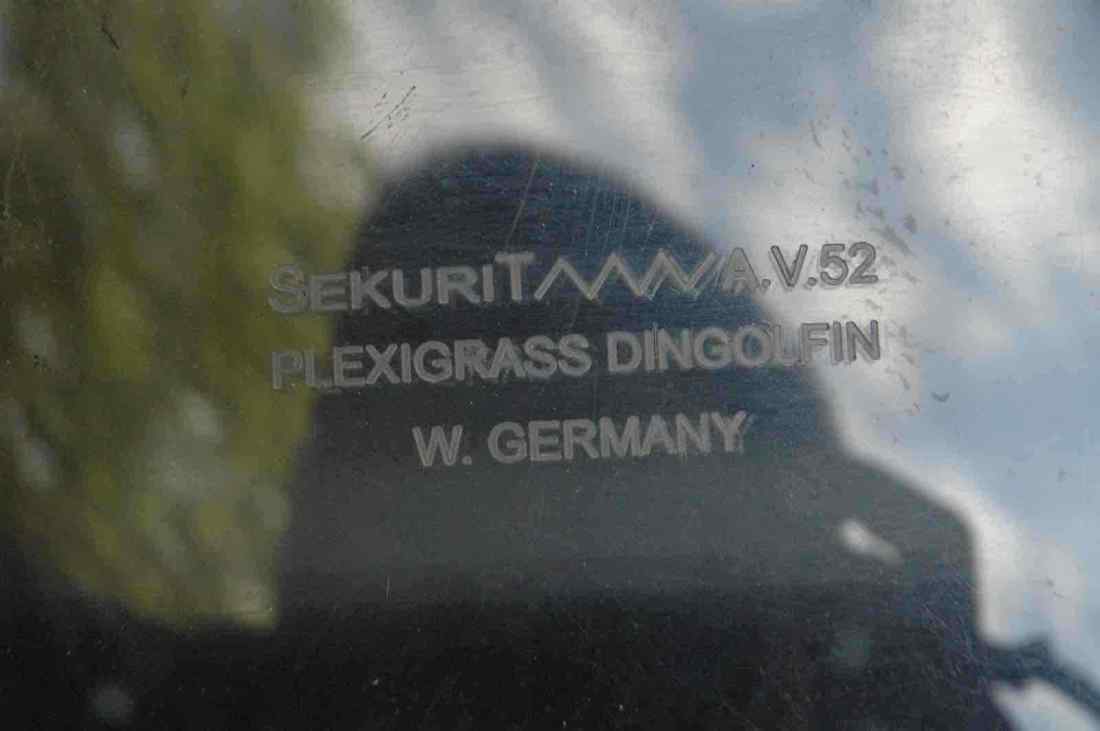 SEKURIT A.V.52
PLEXIGRASS DINGOLFIN
W. GERMANY